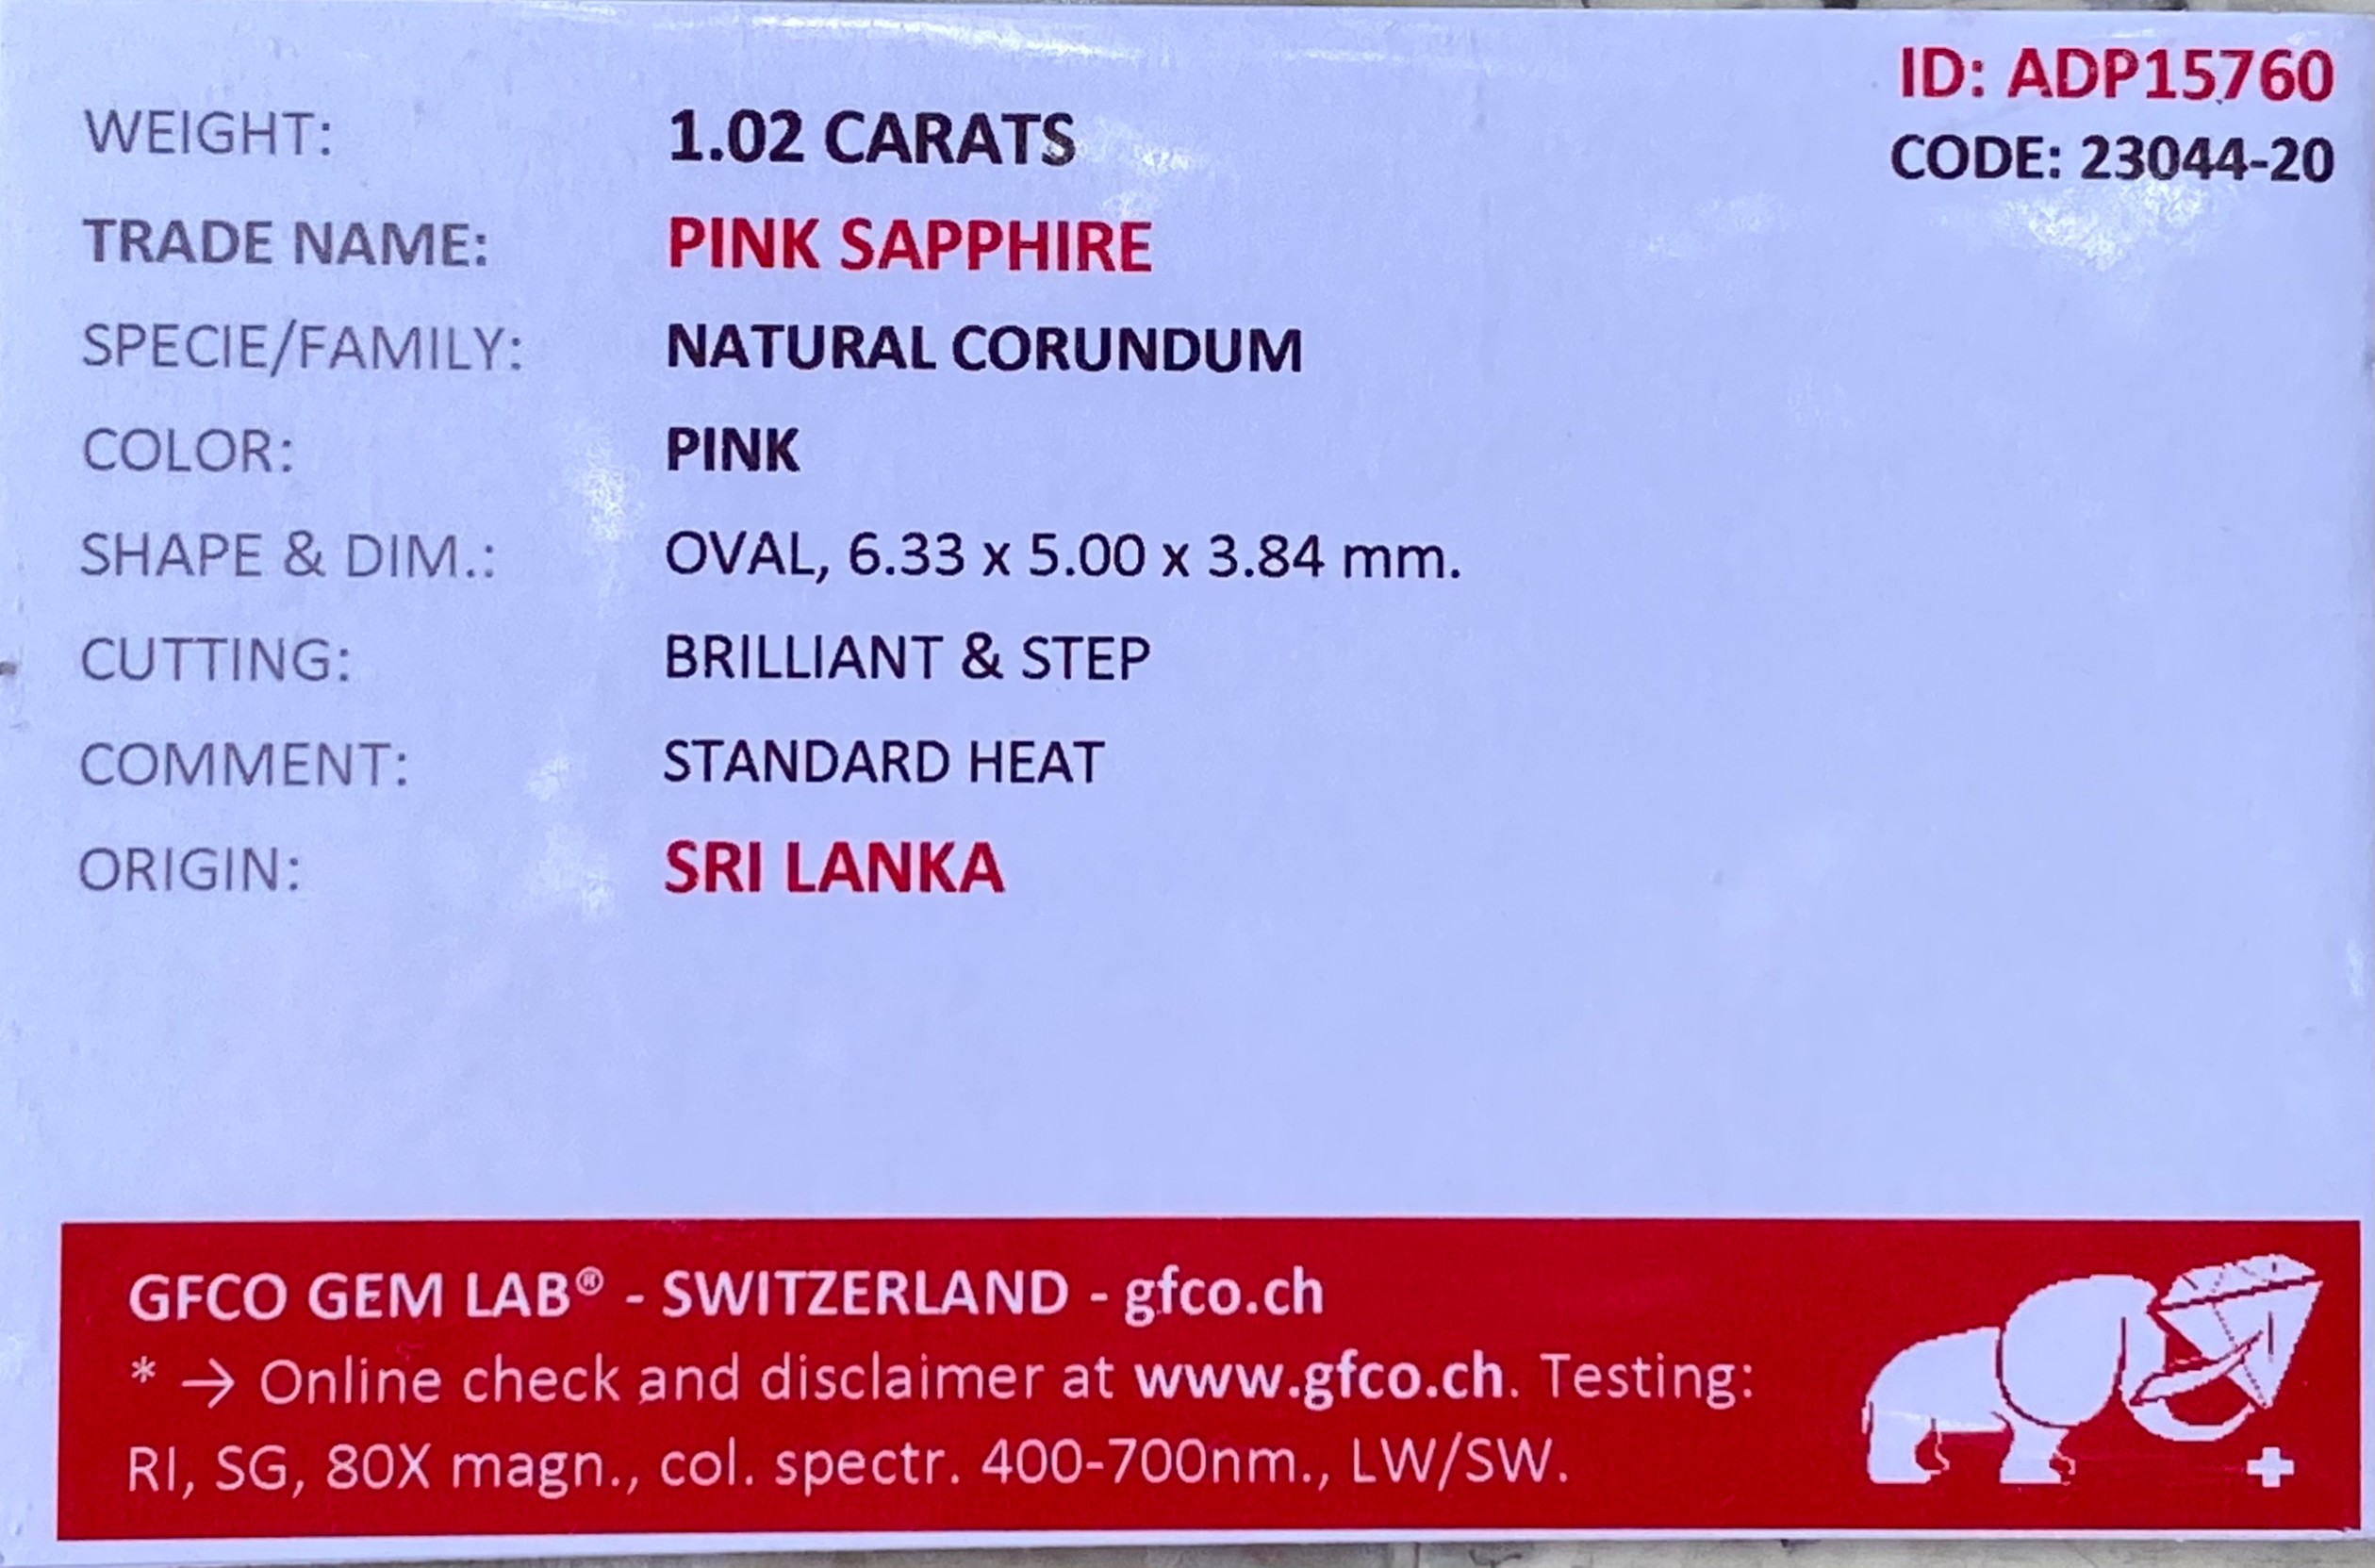 ID: ADP15760
CODE: 23044-20
WEIGHT: 1.02 CARATS
TRADE NAME: PINK SAPPHIRE
SPECIE/FAMILY: NATURAL CORUNDUM
COLOR: PINK
SHAPE & DIM.: OVAL, 6.33 x 5.00 x 3.84 mm.
CUTTING: BRILLIANT & STEP
COMMENT: STANDARD HEAT
ORIGIN: SRI LANKA
GFCO GEM LAB® - SWITZERLAND - gfco.ch
* → Online check and disclaimer at www.gfco.ch. Testing:
RI, SG, 80X magn., col. spectr. 400-700nm., LW/SW.